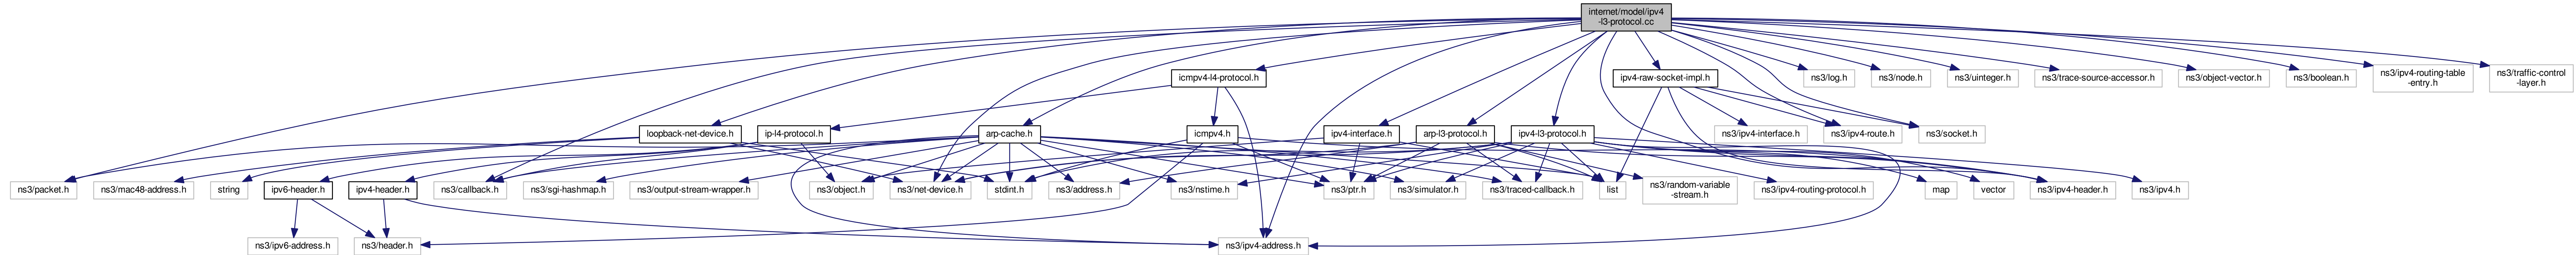 internet/model/ipv4
-l3-protocol.cc
icmpv4-l4-protocol.h
ipv4-raw-socket-impl.h
ns3/log.h
ns3/node.h
ns3/uinteger.h
ns3/trace-source-accessor.h
ns3/object-vector.h
ns3/boolean.h
ns3/ipv4-routing-table
-entry.h
ns3/traffic-control
-layer.h
loopback-net-device.h
ip-l4-protocol.h
arp-cache.h
icmpv4.h
ipv4-interface.h
arp-l3-protocol.h
ipv4-l3-protocol.h
ns3/ipv4-interface.h
ns3/ipv4-route.h
ns3/socket.h
ns3/packet.h
ns3/mac48-address.h
string
ipv6-header.h
ipv4-header.h
ns3/callback.h
ns3/sgi-hashmap.h
ns3/output-stream-wrapper.h
ns3/object.h
ns3/net-device.h
stdint.h
ns3/address.h
ns3/nstime.h
ns3/ptr.h
ns3/simulator.h
ns3/traced-callback.h
list
ns3/random-variable
-stream.h
ns3/ipv4-routing-protocol.h
map
vector
ns3/ipv4-header.h
ns3/ipv4.h
ns3/ipv6-address.h
ns3/header.h
ns3/ipv4-address.h